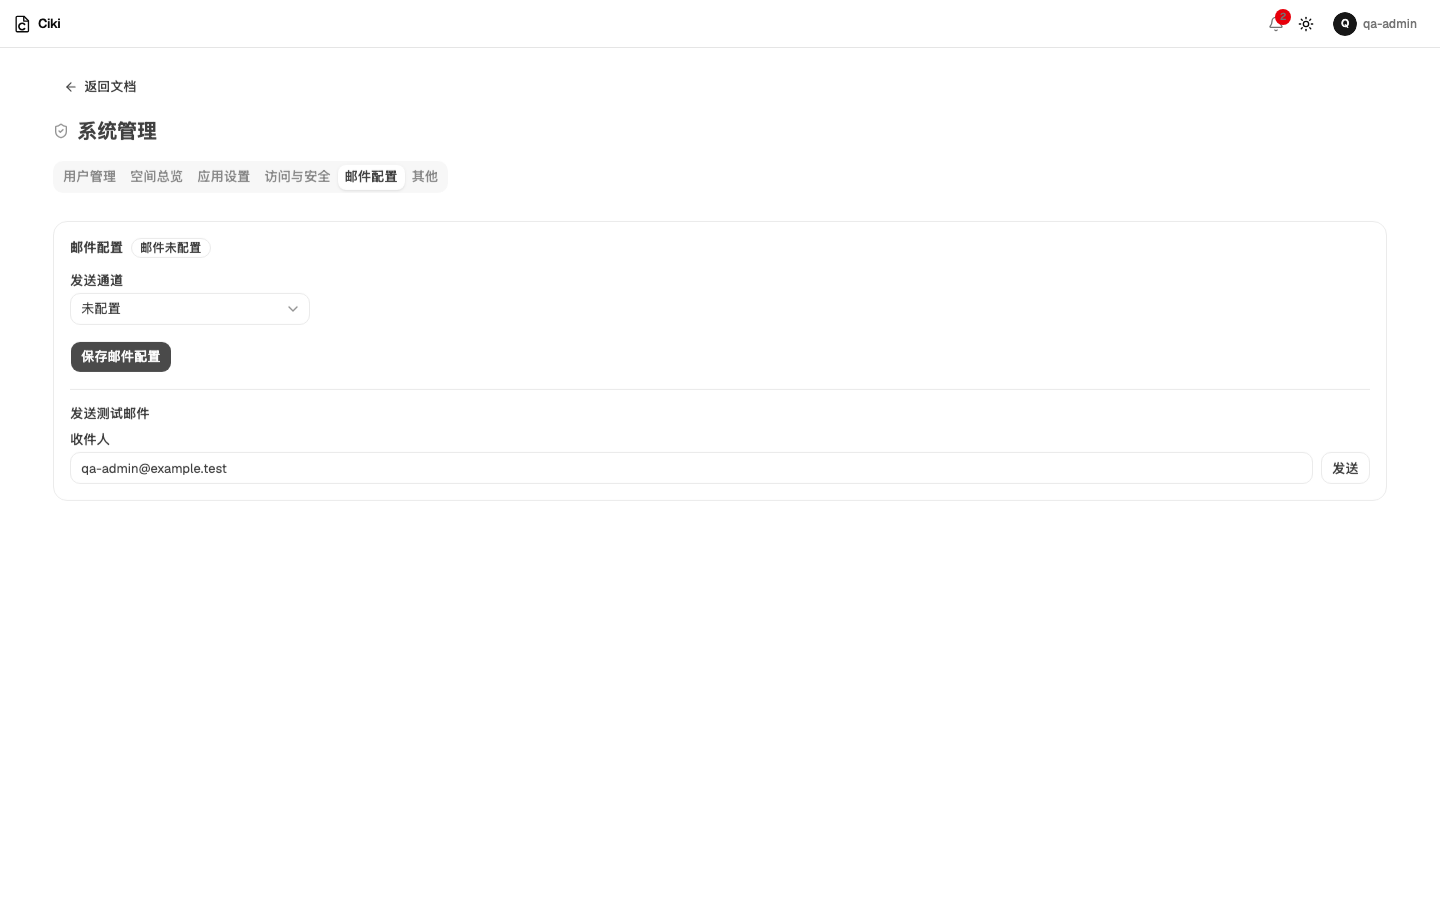 Ciki
2
qa-admin
返回文档
系统管理
用户管理 空间总览 应用设置 访问与安全 邮件配置 其他
邮件配置 邮件未配置
发送通道
未配置
保存邮件配置
发送测试邮件
收件人
qa-admin@example.test 发送